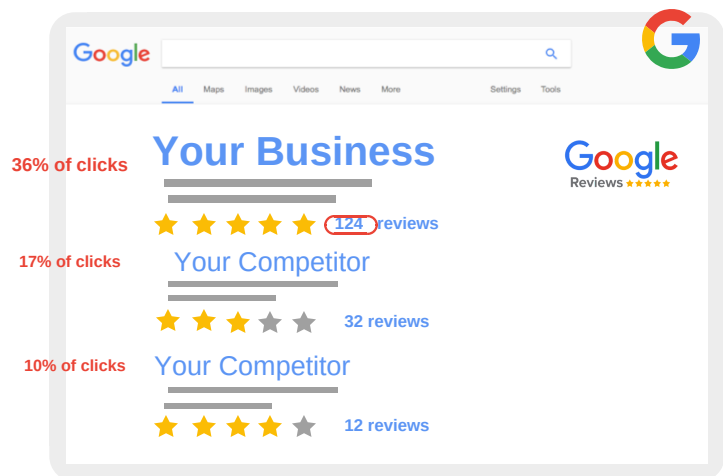 Google
All Maps Images Videos News More Settings Tools
G
Your Business
36% of clicks
Google
Reviews
124 reviews
17% of clicks
Your Competitor
32 reviews
10% of clicks
Your Competitor
12 reviews